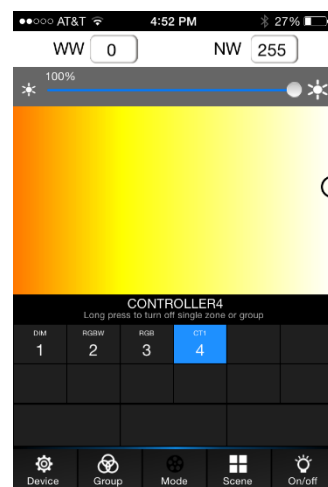 AT&T 4:52 PM 27%
WW 0 NW 255
100%
CONTROLLER4
Long press to turn off single zone or group
DIM RGBW RGB CT1
1 2 3 4
Device Group Mode Scene On/off